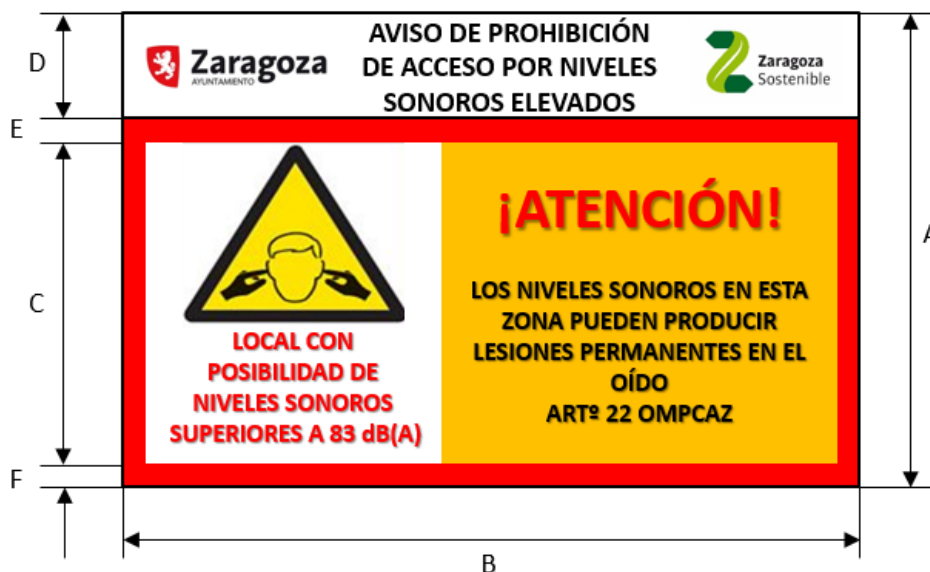 D
E
C
F
A
B
Zaragoza
AYUNTAMIENTO
AVISO DE PROHIBICIÓN
DE ACCESO POR NIVELES
SONOROS ELEVADOS
Zaragoza
Sostenible
LOCAL CON
POSIBILIDAD DE
NIVELES SONOROS
SUPERIORES A 83 dB(A)
¡ATENCIÓN!
LOS NIVELES SONOROS EN ESTA
ZONA PUEDEN PRODUCIR
LESIONES PERMANENTES EN EL
OÍDO
ARTº 22 OMPCAZ